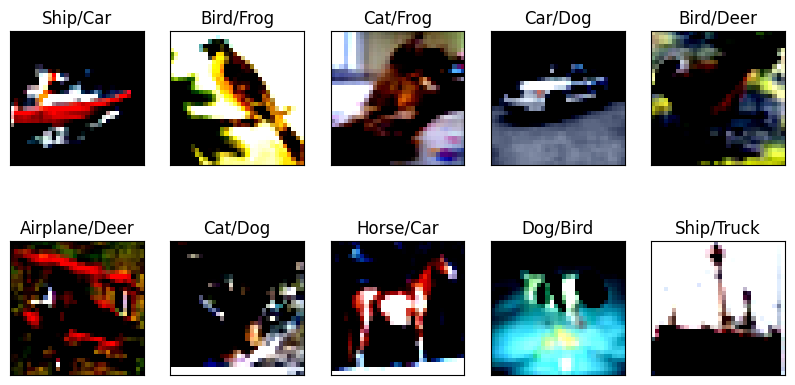 Ship/Car
Bird/Frog
Cat/Frog
Car/Dog
Bird/Deer
Airplane/Deer
Cat/Dog
Horse/Car
Dog/Bird
Ship/Truck